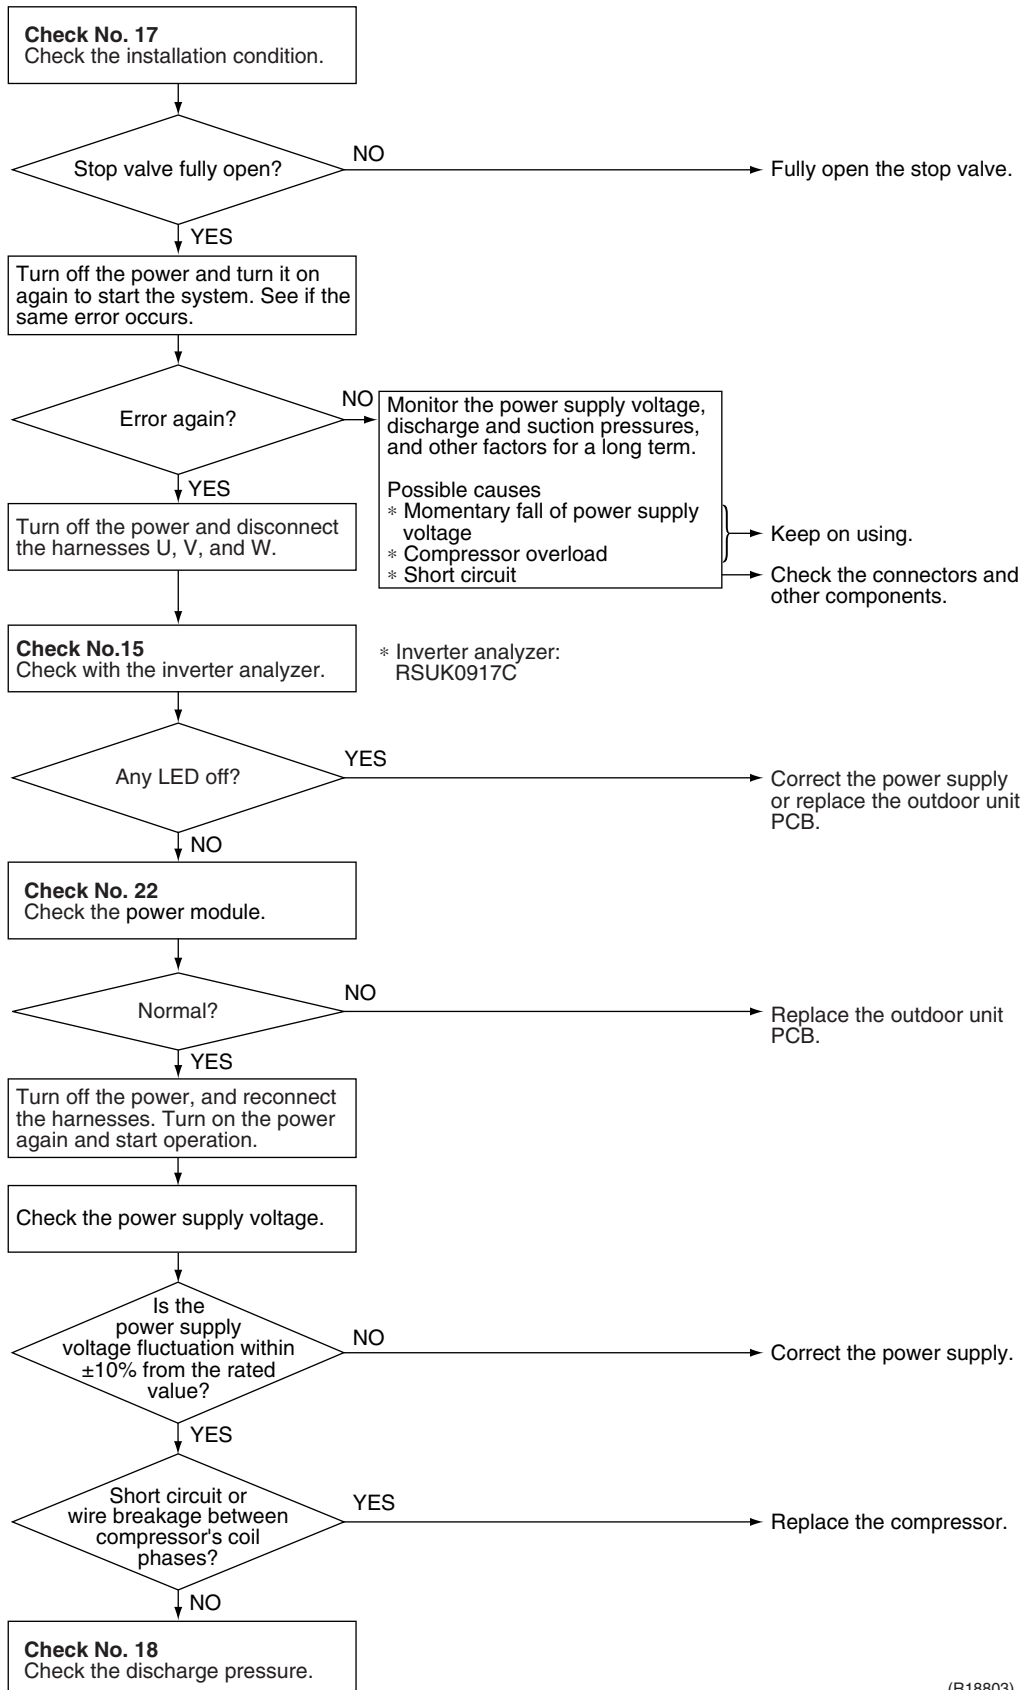 Check No. 17
Check the installation condition.
Stop valve fully open?
NO
Fully open the stop valve.
YES
Turn off the power and turn it on
again to start the system. See if the
same error occurs.
Error again?
NO
Monitor the power supply voltage,
discharge and suction pressures,
and other factors for a long term.
Possible causes
* Momentary fall of power supply
voltage
* Compressor overload
* Short circuit
Keep on using.
Check the connectors and
other components.
YES
Turn off the power and disconnect
the harnesses U, V, and W.
Check No.15
Check with the inverter analyzer.
* Inverter analyzer:
RSUK0917C
Any LED off?
YES
Correct the power supply
or replace the outdoor unit
PCB.
NO
Check No. 22
Check the power module.
Normal?
NO
Replace the outdoor unit
PCB.
YES
Turn off the power, and reconnect
the harnesses. Turn on the power
again and start operation.
Check the power supply voltage.
Is the
power supply
voltage fluctuation within
±10% from the rated
value?
NO
Correct the power supply.
YES
Short circuit or
wire breakage between
compressor's coil
phases?
YES
Replace the compressor.
NO
Check No. 18
Check the discharge pressure.
(R18803)